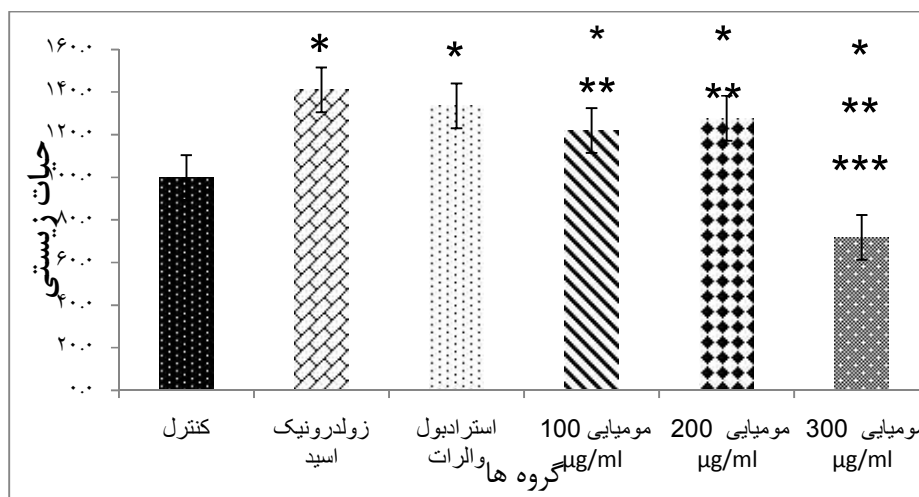 ۱۶۰.۰
۱۴۰.۰
۱۲۰.۰
۱۰۰.۰
۸۰.۰
۶۰.۰
۴۰.۰
۲۰.۰
۰.۰
حیات زیستی
*
*
*
**
*
**
*
**
***
کنترل
زولدرونیک
اسید
استرادبول
والرات
مومیایی 100
µg/ml
مومیایی 200
µg/ml
مومیایی 300
µg/ml
گروه ها